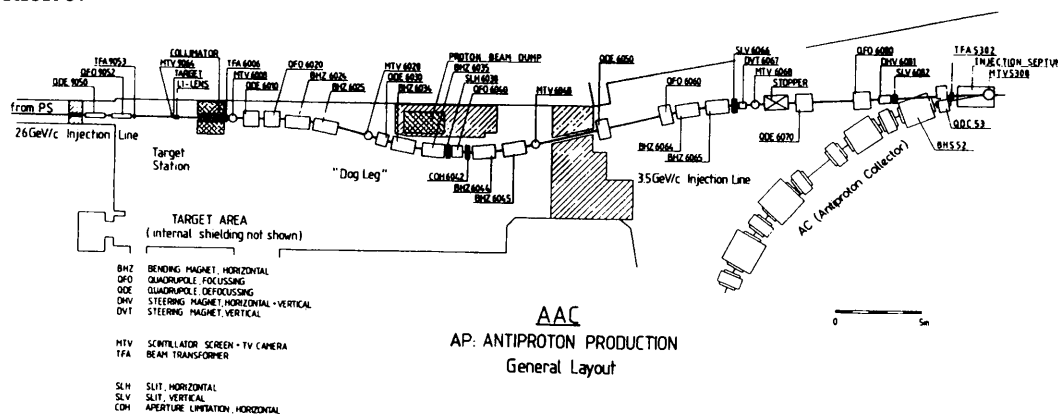 TFA 9053
MTV 9064
QFO 9052
QDE 9050
TARGET
LI-LENS
COLLIMATOR
TFA 6006
MTV 6008
QDE 6010
QFO 6020
BHZ 6024
BHZ 6025
MTV 6028
QDE 6030
BHZ 6034
PROTON BEAM DUMP
BHZ 6035
SLH 6038
QFO 6040
MTV 6048
QDE 6050
QFO 6060
SLV 6066
DVT 6067
MTV 6068
STOPPER
QFO 6080
DHV 6081
SLV 6082
TFA 5302
INJECTION SEPTUM
MTV5300
from PS
26GeV/c Injection Line
Target
Station
"Dog Leg"
CDH 6042
BHZ 6044
BHZ 6045
BHZ 6064
BHZ 6065
QDE 6070
3.5GeV/c Injection Line
QDC 53
BHS 52
AC (Antiproton Collector)
TARGET AREA
(internal shielding not shown)
BHZ BENDING MAGNET, HORIZONTAL
QFO QUADRUPOLE, FOCUSSING
QDE QUADRUPOLE, DEFOCUSSING
DHV STEERING MAGNET, HORIZONTAL + VERTICAL
DVT STEERING MAGNET, VERTICAL
MTV SCINTILLATOR SCREEN + TV CAMERA
TFA BEAM TRANSFORMER
SLH SLIT, HORIZONTAL
SLV SLIT, VERTICAL
CDH APERTURE LIMITATION, HORIZONTAL
AAC
AP: ANTIPROTON PRODUCTION
General Layout
0 5m